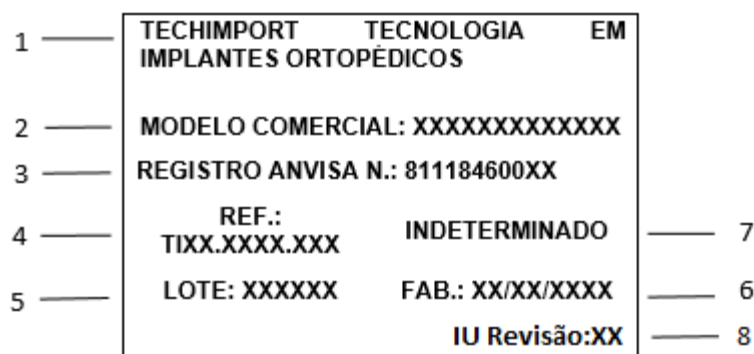 1 TECHIMPORT TECNOLOGIA EM
IMPLANTES ORTOPÉDICOS
2 MODELO COMERCIAL: XXXXXXXXXXXXX
3 REGISTRO ANVISA N.: 811184600XX
REF.:
4 TIXX.XXXX.XXX INDETERMINADO 7
5 LOTE: XXXXXX FAB.: XX/XX/XXXX 6
IU Revisão:XX 8